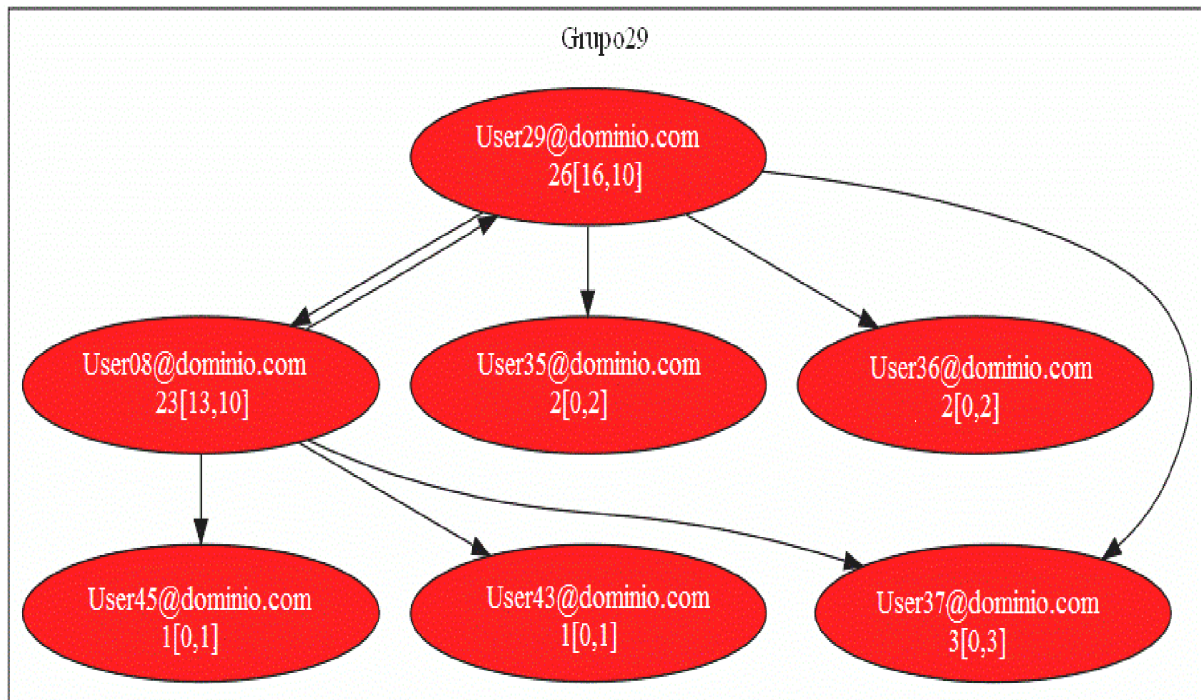 Grupo29
User29@dominio.com
26[16,10]
User08@dominio.com
23[13,10]
User35@dominio.com
2[0,2]
User36@dominio.com
2[0,2]
User45@dominio.com
1[0,1]
User43@dominio.com
1[0,1]
User37@dominio.com
3[0,3]